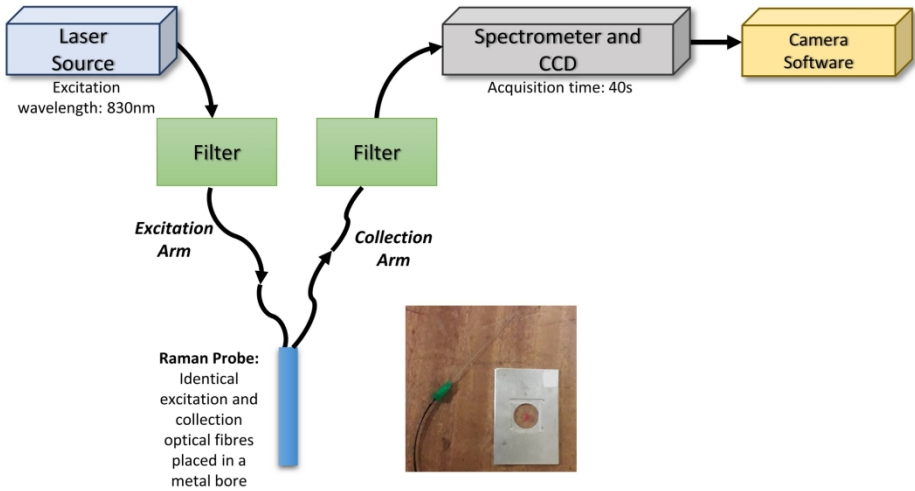 Laser
Source
Excitation
wavelength: 830nm
Spectrometer and
CCD
Acquisition time: 40s
Camera
Software
Filter
Filter
Excitation
Arm
Collection
Arm
Raman Probe:
Identical
excitation and
collection
optical fibres
placed in a
metal bore